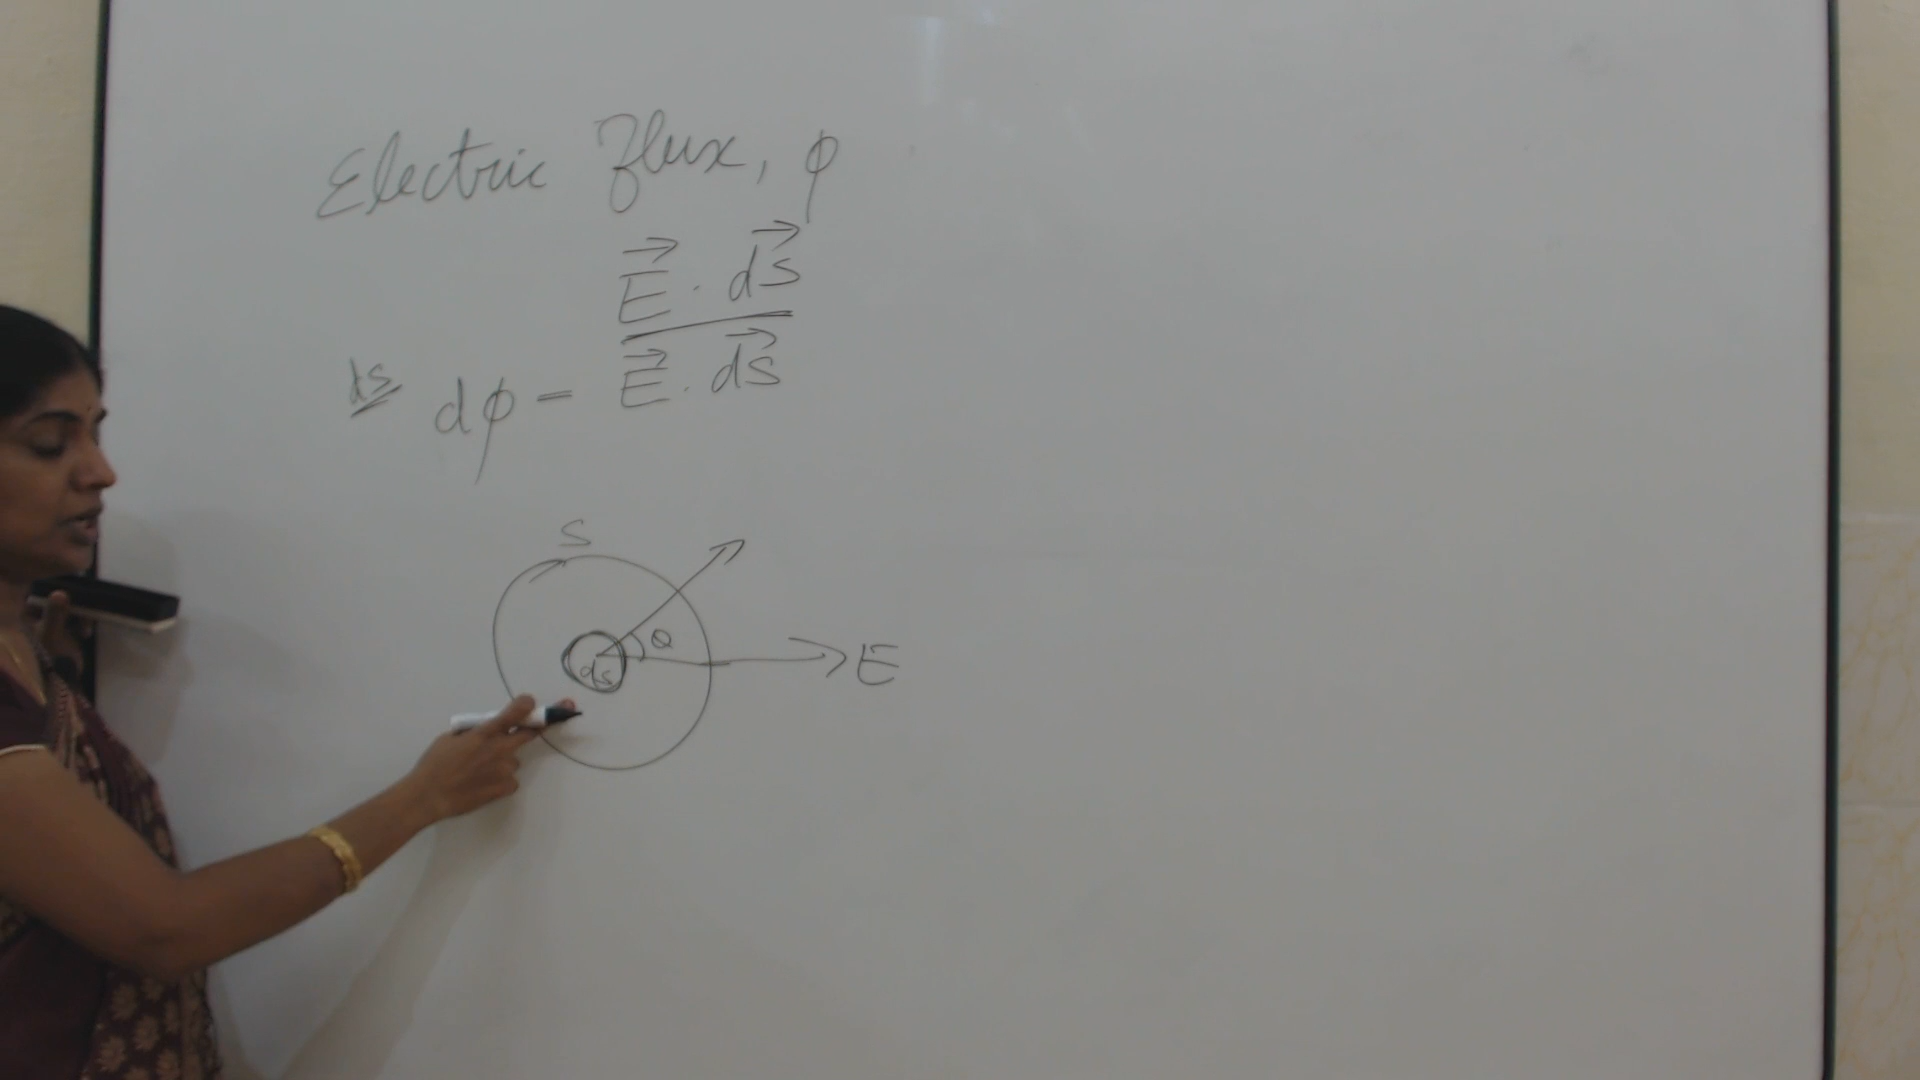 Electric Flux, φ
E⃗ . ds⃗
ds dφ = E⃗ . ds⃗
S
θ
ds
E